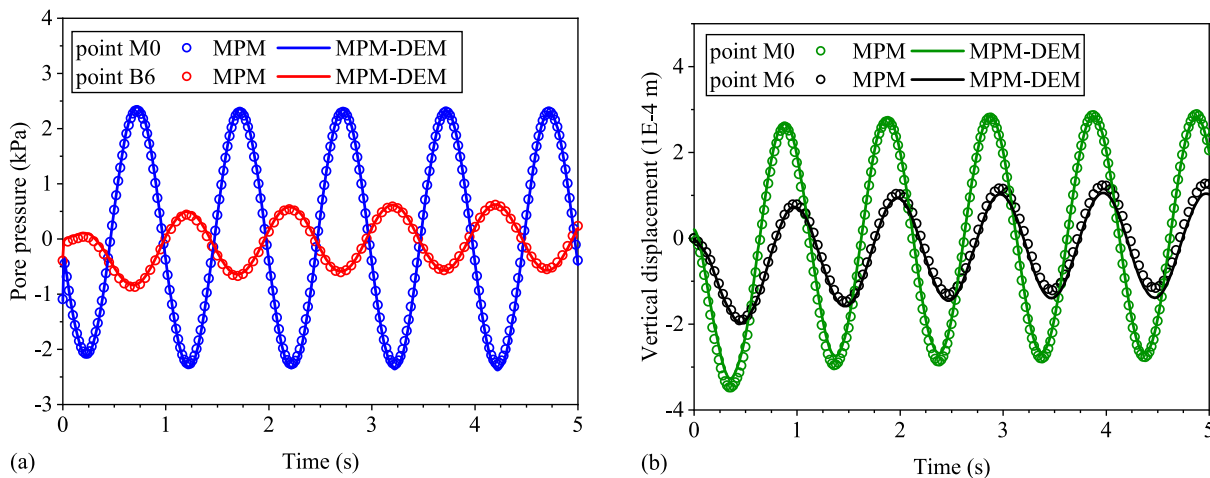 point M0 MPM MPM-DEM
point B6 MPM MPM-DEM
Pore pressure (kPa)
4
3
2
1
0
-1
-2
-3
0 1 2 3 4 5
Time (s)
(a)
point M0 MPM MPM-DEM
point M6 MPM MPM-DEM
Vertical displacement (1E-4 m)
4
2
0
-2
-4
0 1 2 3 4 5
Time (s)
(b)